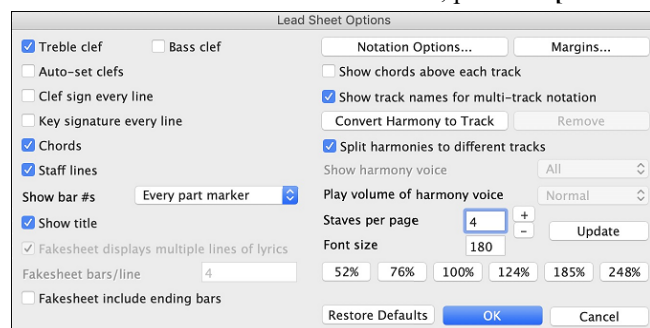 Lead Sheet Options
Treble clef Bass clef
Auto-set clefs
Clef sign every line
Key signature every line
Chords
Staff lines
Show bar #s Every part marker
Show title
Fakesheet displays multiple lines of lyrics
Fakesheet bars/line 4
Fakesheet include ending bars
Notation Options... Margins...
Show chords above each track
Show track names for multi-track notation
Convert Harmony to Track Remove
Split harmonies to different tracks
Show harmony voice All
Play volume of harmony voice Normal
Staves per page 4 + - Update
Font size 180
52% 76% 100% 124% 185% 248%
Restore Defaults OK Cancel